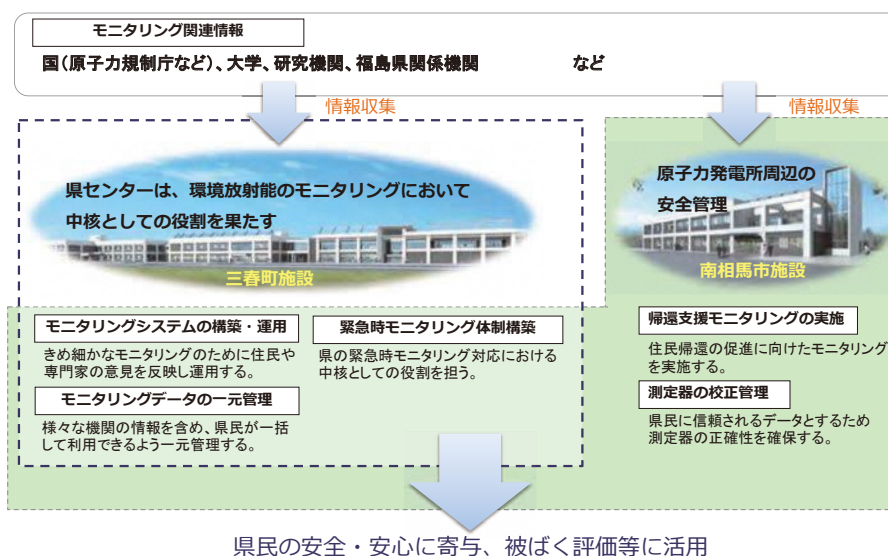 モニタリング関連情報
国(原子力規制庁など)、大学、研究機関、福島県関係機関 など
情報収集
情報収集
県センターは、環境放射能のモニタリングにおいて
中核としての役割を果たす
三春町施設
原子力発電所周辺の
安全管理
南相馬市施設
モニタリングシステムの構築・運用
きめ細かなモニタリングのために住民や
専門家の意見を反映し運用する。
モニタリングデータの一元管理
様々な機関の情報を含め、県民が一括
して利用できるよう一元管理する。
緊急時モニタリング体制構築
県の緊急時モニタリング対応における
中核としての役割を担う。
帰還支援モニタリングの実施
住民帰還の促進に向けたモニタリング
を実施する。
測定器の校正管理
県民に信頼されるデータとするため
測定器の正確性を確保する。
県民の安全・安心に寄与、被ばく評価等に活用